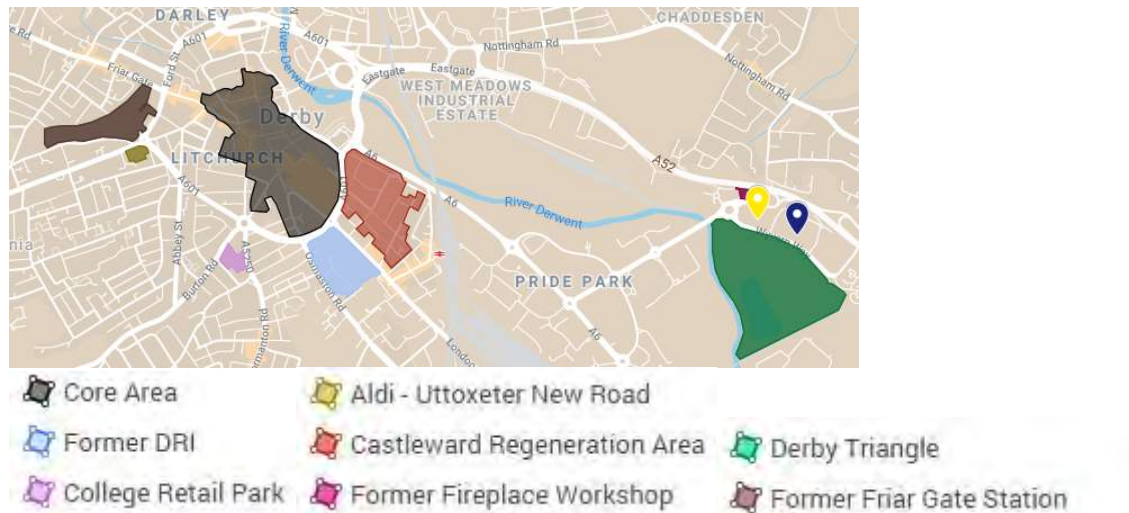 DARLEY
CHADDESDEN
A601
A601
Nottingham Rd
Friar Gate
Ford St
River Derwent
Eastgate
Eastgate
Nottingham Rd
WEST MEADOWS
INDUSTRIAL
ESTATE
Derby
LITCHURCH
A6
A52
A601
A601
A6
River Derwent
Wyvern Way
Abbey St
A5250
Burton Rd
Osmaston Rd
PRIDE PARK
A6
London
Core Area
Aldi - Uttoxeter New Road
Former DRI
Castleward Regeneration Area
Derby Triangle
College Retail Park
Former Fireplace Workshop
Former Friar Gate Station